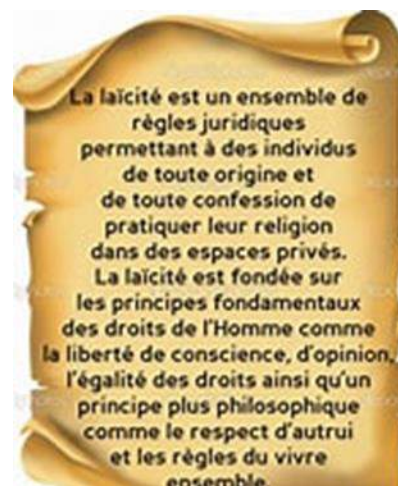 La laïcité est un ensemble de
règles juridiques
permettant à des individus
de toute origine et
de toute confession de
pratiquer leur religion
dans des espaces privés.
La laïcité est fondée sur
les principes fondamentaux
des droits de l'Homme comme
la liberté de conscience, d'opinion,
l'égalité des droits ainsi qu'un
principe plus philosophique
comme le respect d'autrui
et les règles du vivre
ensemble.